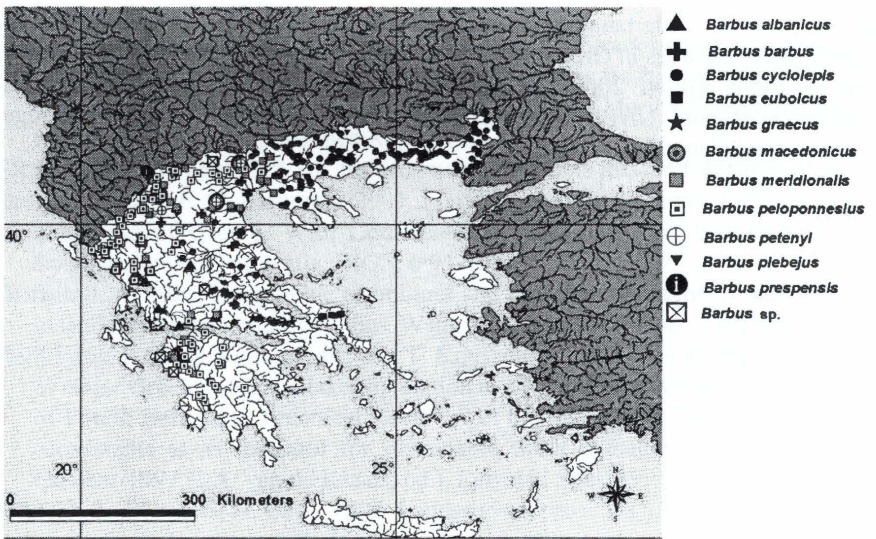 Barbus albanicus
Barbus barbus
Barbus cyclolepis
Barbus euboicus
Barbus graecus
Barbus macedonicus
Barbus meridionalis
Barbus peloponnesius
Barbus petenyi
Barbus plebejus
i Barbus prespensis
Barbus sp.
40°
20°
25°
0 300 Kilometers
N
W E
S